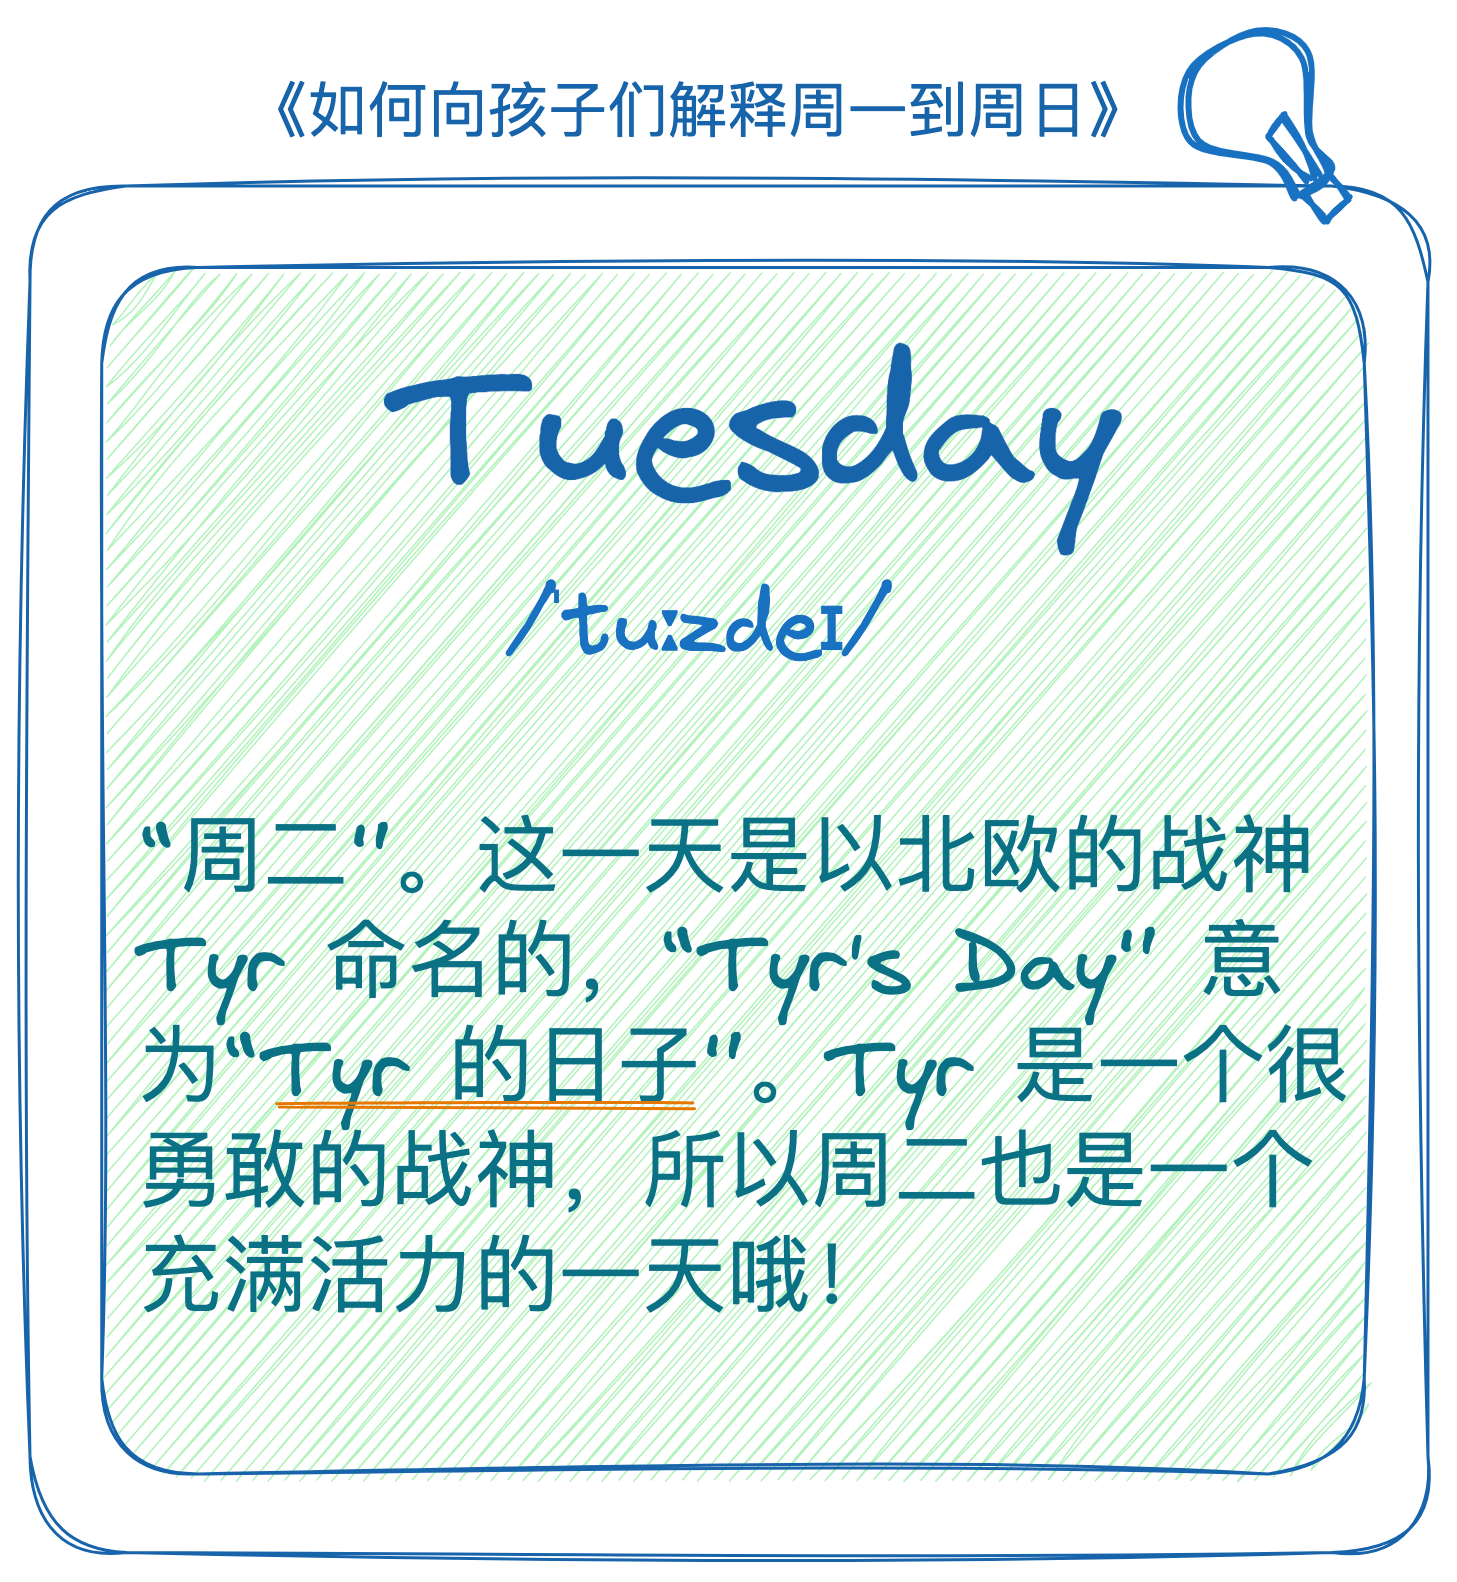 《如何向孩子们解释周一到周日》
Tuesday
/ˈtuːzdeɪ/
“周二”。这一天是以北欧的战神
Tyr 命名的，“Tyr's Day” 意
为“Tyr 的日子”。Tyr 是一个很
勇敢的战神，所以周二也是一个
充满活力的一天哦！